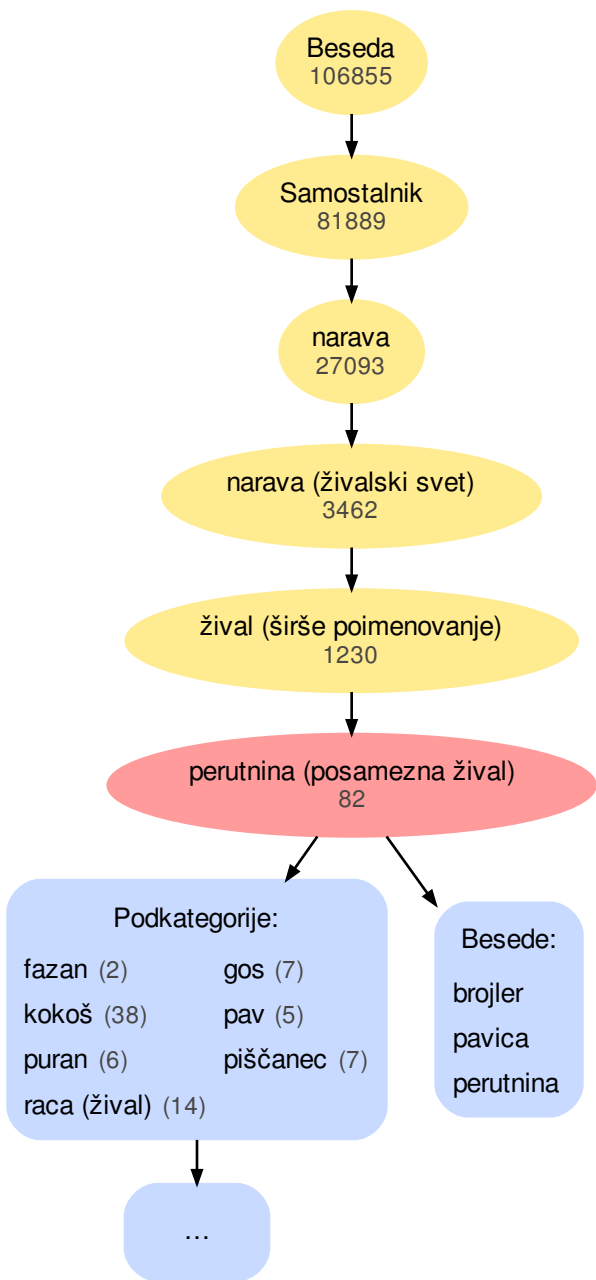 Beseda
106855
Samostalnik
81889
narava
27093
narava (živalski svet)
3462
žival (širše poimenovanje)
1230
perutnina (posamezna žival)
82
Podkategorije:
fazan (2) gos (7)
kokoš (38) pav (5)
puran (6) piščanec (7)
raca (žival) (14)
Besede:
brojler
pavica
perutnina
...